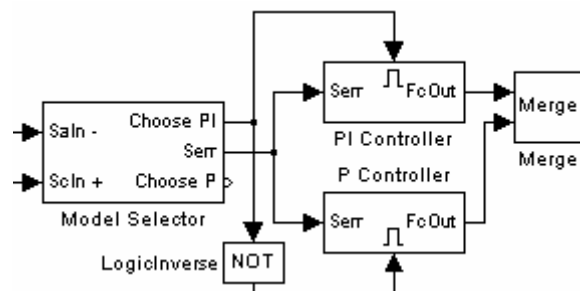 Choose PI
SaIn -
Serr
ScIn +
Choose P
Model Selector
LogicInverse
NOT
Serr
FcOut
PI Controller
P Controller
Serr
FcOut
Merge
Merge